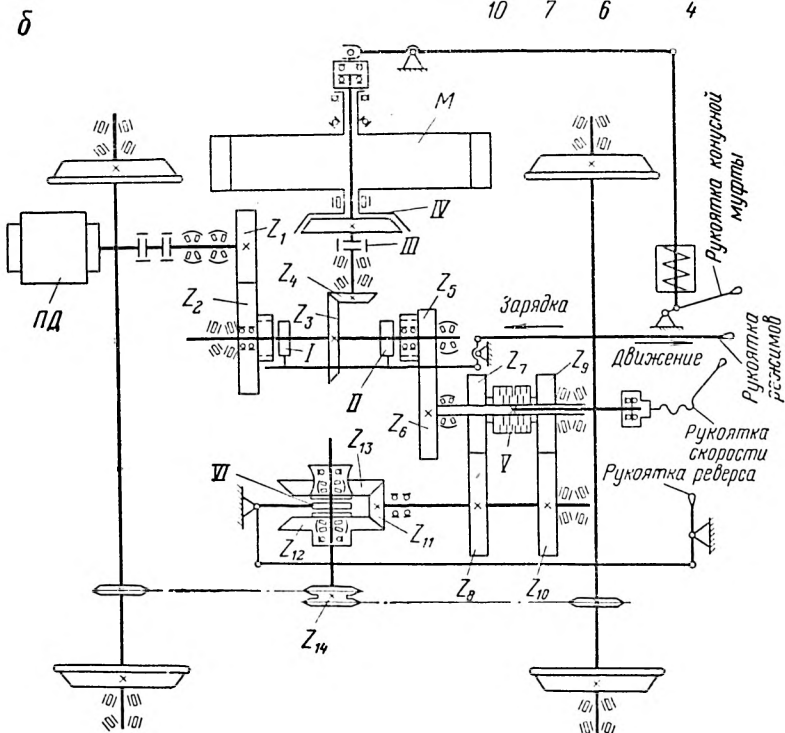 б
10 7 6 4
М
IV
III
Z1
Z2
Z3
Z4
Z5
ПД
I
II
Зарядка
Движение
Рукоятка конусной
муфты
Рукоятка
режимов
Z7
Z9
Z6
V
Рукоятка
скорости
Рукоятка реверса
VI
Z13
Z12
Z11
Z8
Z10
Z14